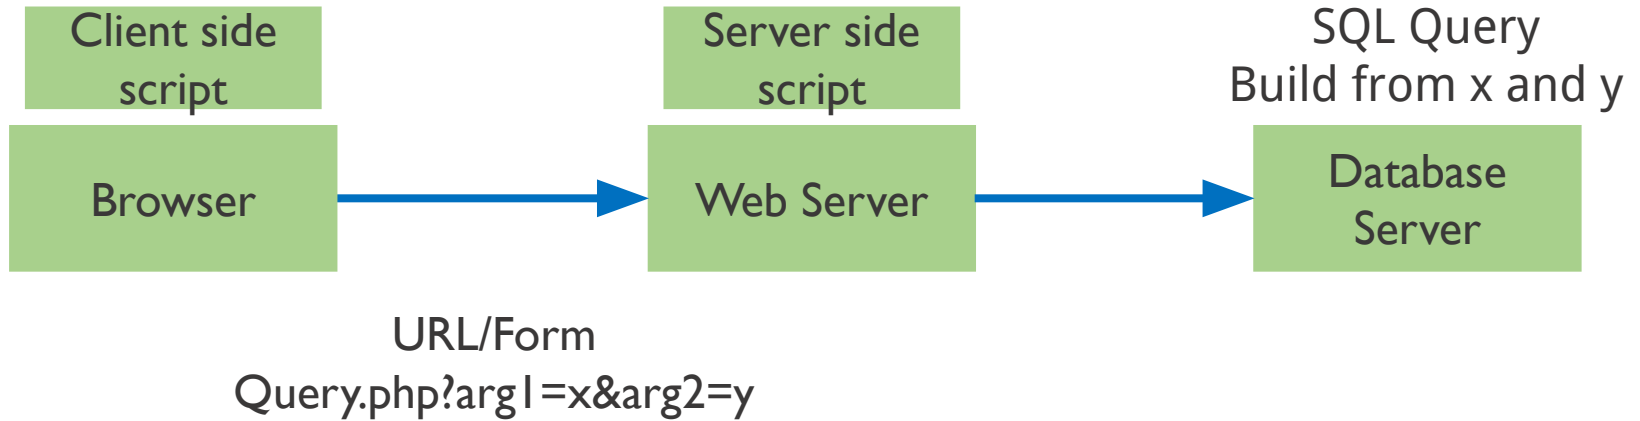 Client side
script
Browser
Server side
script
Web Server
SQL Query
Build from x and y
Database
Server
URL/Form
Query.php?arg1=x&arg2=y